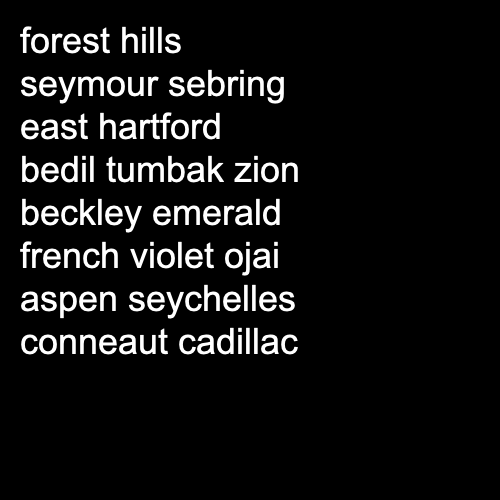 forest hills
seymour sebring
east hartford
bedil tumbak zion
beckley emerald
french violet ojai
aspen seychelles
conneaut cadillac